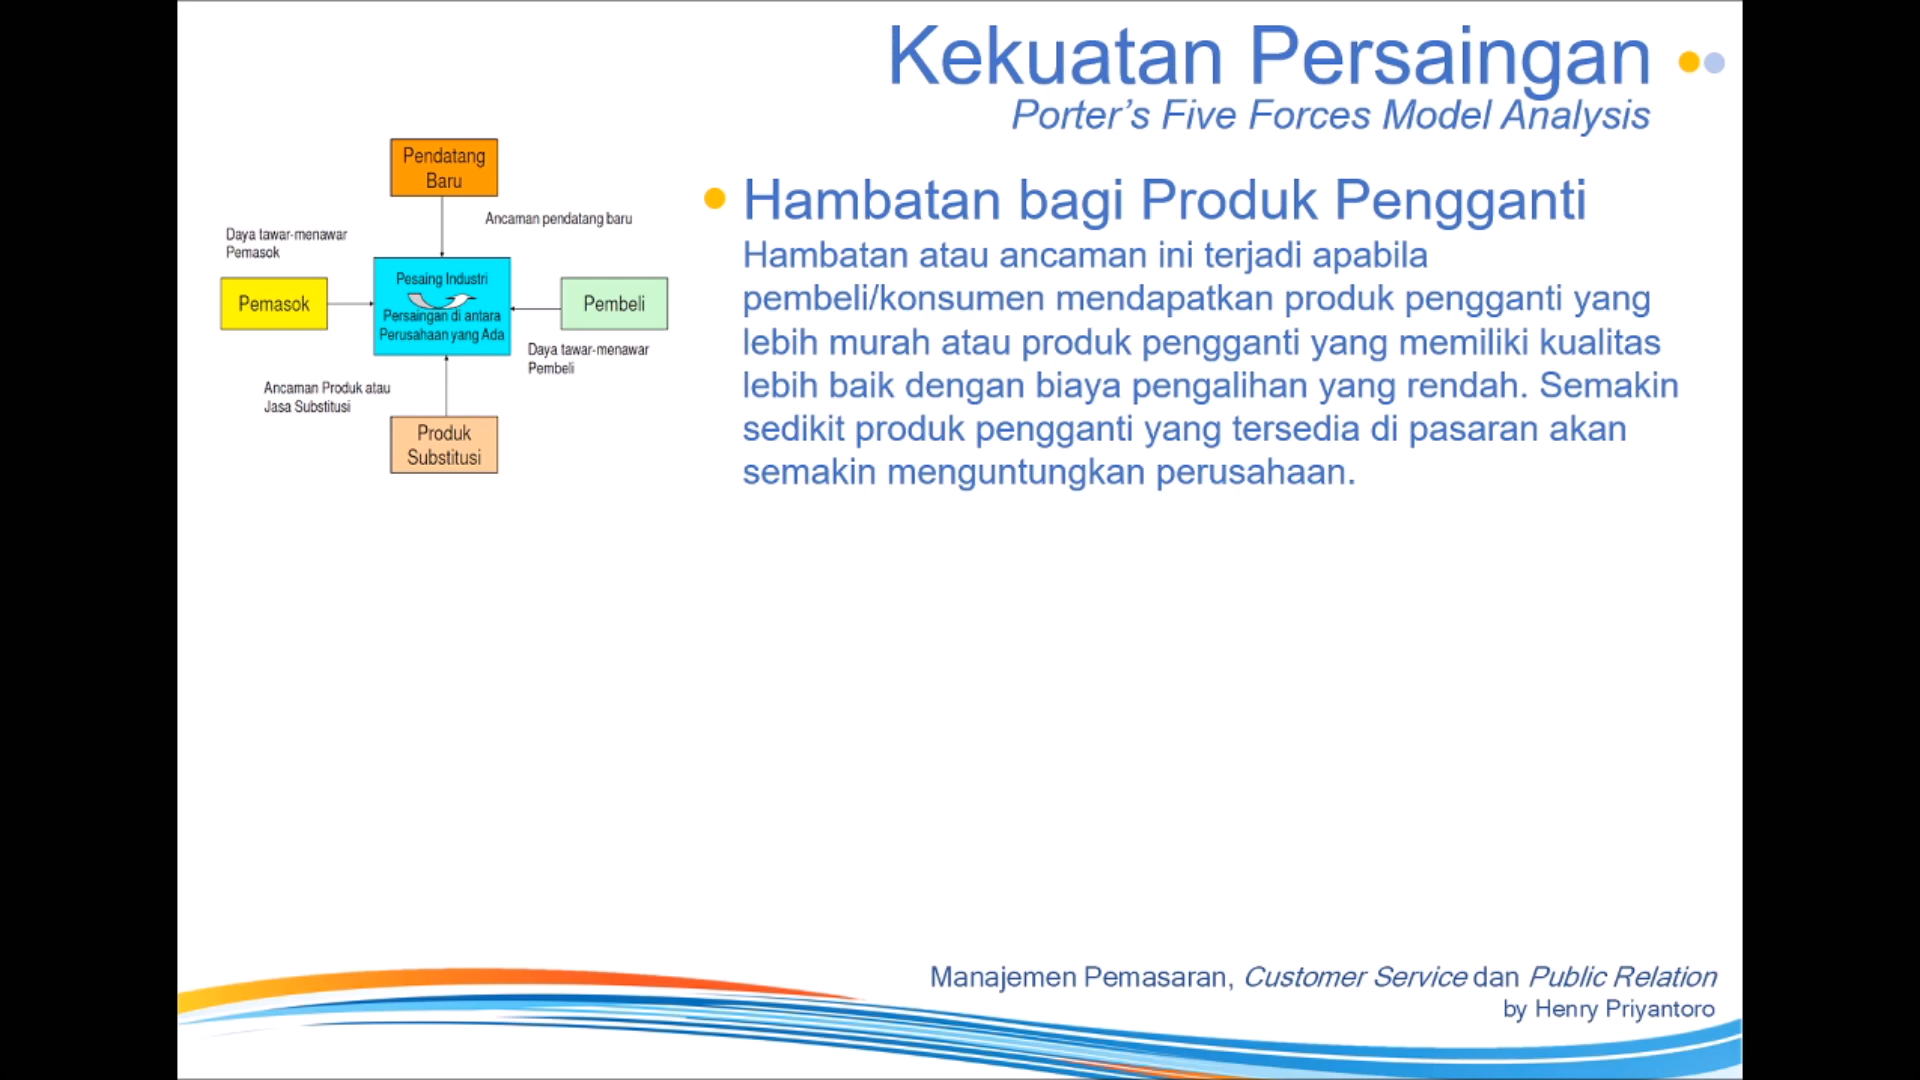 Kekuatan Persaingan
Porter's Five Forces Model Analysis
Pendatang
Baru
Ancaman pendatang baru
Daya tawar-menawar
Pemasok
Pemasok
Pesaing Industri
Persaingan di antara
Perusahaan yang Ada
Pembeli
Daya tawar-menawar
Pembeli
Ancaman Produk atau
Jasa Substitusi
Produk
Substitusi
Hambatan bagi Produk Pengganti
Hambatan atau ancaman ini terjadi apabila
pembeli/konsumen mendapatkan produk pengganti yang
lebih murah atau produk pengganti yang memiliki kualitas
lebih baik dengan biaya pengalihan yang rendah. Semakin
sedikit produk pengganti yang tersedia di pasaran akan
semakin menguntungkan perusahaan.
Manajemen Pemasaran, Customer Service dan Public Relation
by Henry Priyantoro